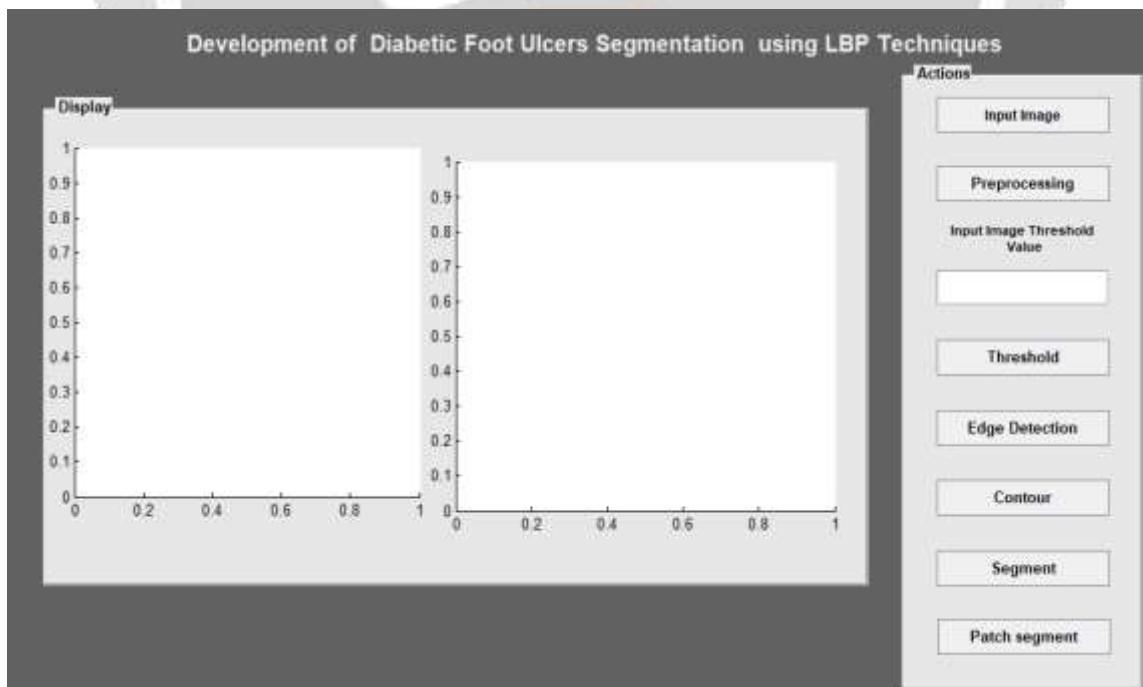 Development of Diabetic Foot Ulcers Segmentation using LBP Techniques
Display
1
0.9
0.8
0.7
0.6
0.5
0.4
0.3
0.2
0.1
0
0 0.2 0.4 0.6 0.8 1
1
0.9
0.8
0.7
0.6
0.5
0.4
0.3
0.2
0.1
0
0 0.2 0.4 0.6 0.8 1
Actions
Input Image
Preprocessing
Input Image Threshold
Value
Threshold
Edge Detection
Contour
Segment
Patch segment